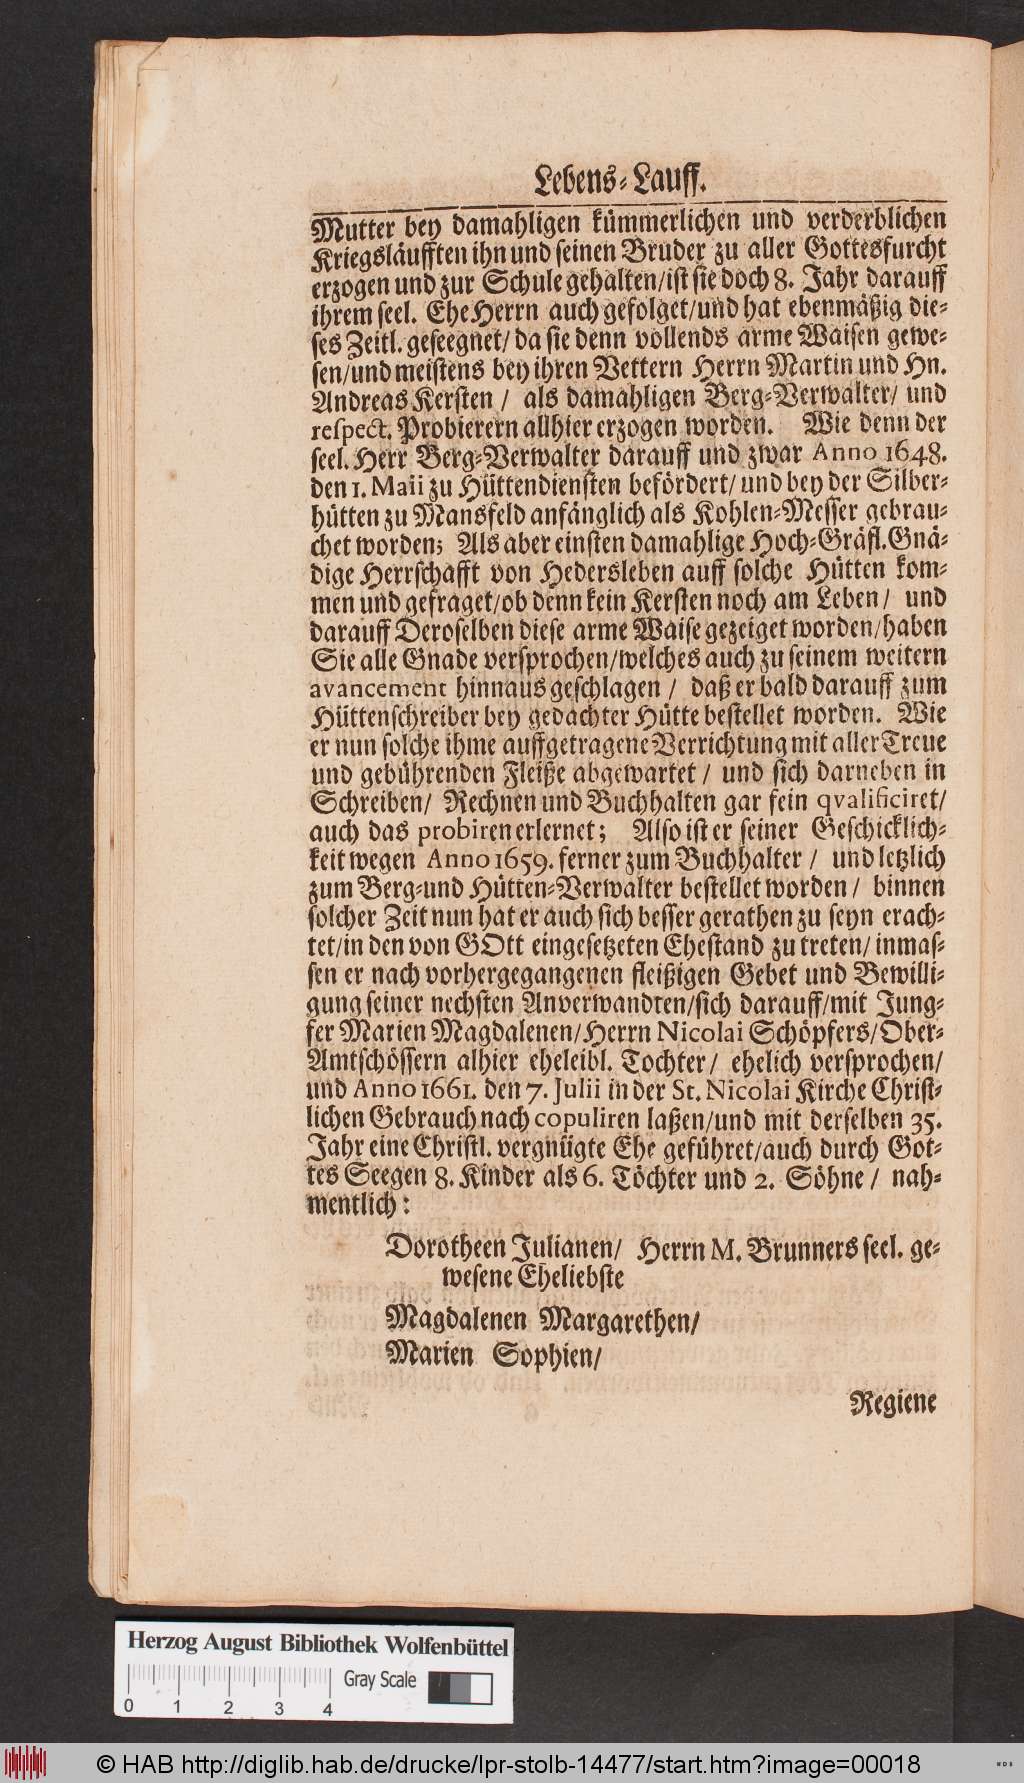 Lebens-Lauff.
Mutter bey damahligen kümmerlichen und verderblichen
Kriegsläufften ihn und seinen Bruder zu aller Gottesfurcht
erzogen und zur Schule gehalten/ist sie doch 8. Jahr darauff
ihrem seel. EheHerrn auch gefolget/und hat ebenmäßig die-
ses Zeitl. geseegnet/ da sie denn vollends arme Waisen gewe-
sen/und meistens bey ihren Vettern Herrn Martin und Hn.
Andreas Kersten / als damahligen Berg-Verwalter/ und
respect. Probierern allhier erzogen worden. Wie denn der
seel. Herr Berg-Verwalter darauff und zwar Anno 1648.
den 1. Maii zu Hüttendiensten befördert/ und bey der Silber-
hütten zu Mansfeld anfänglich als Kohlen-Messer gebrau-
chet worden; Als aber einsten damahlige Hoch-Gräfl. Gnä-
dige Herrschafft von Hedersleben auff solche Hütten kom-
men und gefraget/ob denn kein Kersten noch am Leben/ und
darauff Deroselben diese arme Waise gezeiget worden/haben
Sie alle Gnade versprochen/welches auch zu seinem weitern
avancement hinnaus geschlagen / daß er bald darauff zum
Hüttenschreiber bey gedachter Hütte bestellet worden. Wie
er nun solche ihme auffgetragene Verrichtung mit aller Treue
und gebührenden Fleiße abgewartet / und sich darneben in
Schreiben/ Rechnen und Buchhalten gar fein qvalificiret/
auch das probiren erlernet; Also ist er seiner Geschicklich-
keit wegen Anno 1659. ferner zum Buchhalter / und letzlich
zum Berg-und Hütten-Verwalter bestellet worden / binnen
solcher Zeit nun hat er auch sich besser gerathen zu seyn erach-
tet/in den von GOtt eingesetzeten Ehestand zu treten/ inmas-
sen er nach vorhergegangenen fleißigen Gebet und Bewilli-
gung seiner nechsten Anverwandten/sich darauff/mit Jung-
fer Marien Magdalenen/Herrn Nicolai Schöpfers/Ober-
Amtschössern alhier eheleibl. Tochter/ ehelich versprochen/
und Anno 1661. den 7. Julii in der St. Nicolai Kirche Christ-
lichen Gebrauch nach copuliren laßen/und mit derselben 35.
Jahr eine Christl. vergnügte Ehe geführet/auch durch Got-
tes Seegen 8. Kinder als 6. Töchter und 2. Söhne / nah-
mentlich:
Dorotheen Julianen/ Herrn M. Brunners seel. ge-
wesene Eheliebste
Magdalenen Margarethen/
Marien Sophien/
Regiene
Herzog August Bibliothek Wolfenbüttel
Gray Scale
0 1 2 3 4
© HAB http://diglib.hab.de/drucke/lpr-stolb-14477/start.htm?image=00018